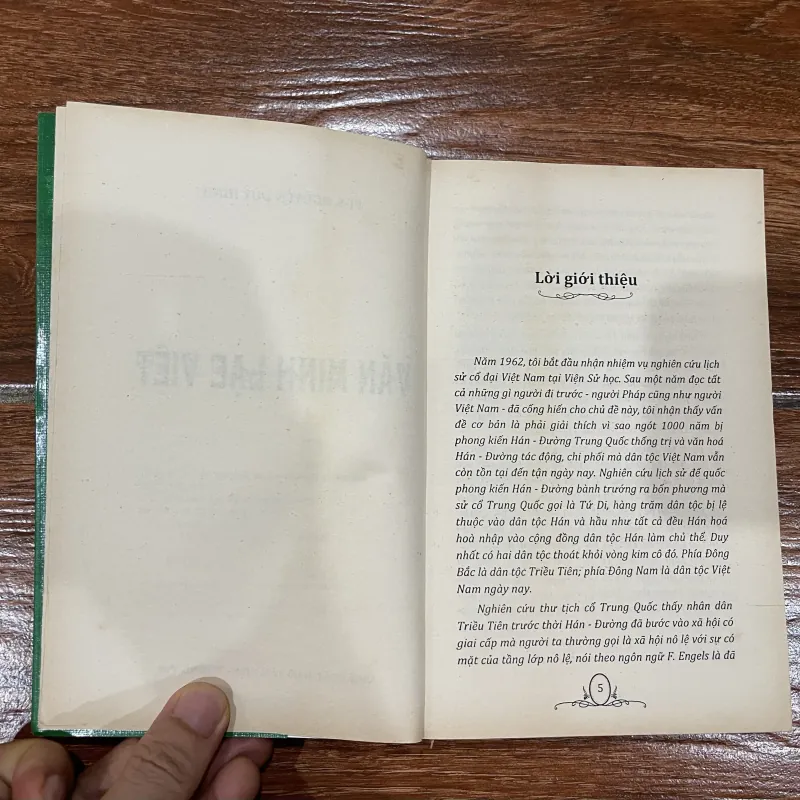 VĂN MINH LẠC VIỆT
Lời giới thiệu
Năm 1962, tôi bắt đầu nhận nhiệm vụ nghiên cứu lịch
sử cổ đại Việt Nam tại Viện Sử học. Sau một năm đọc tất
cả những gì người đi trước - người Pháp cũng như người
Việt Nam - đã cống hiến cho chủ đề này, tôi nhận thấy vấn
đề cơ bản là phải giải thích vì sao ngót 1000 năm bị
phong kiến Hán - Đường Trung Quốc thống trị và văn hoá
Hán - Đường tác động, chi phối mà dân tộc Việt Nam vẫn
còn tồn tại đến tận ngày nay. Nghiên cứu lịch sử đế quốc
phong kiến Hán - Đường bành trướng ra bốn phương mà
sử cổ Trung Quốc gọi là Tứ Di, hàng trăm dân tộc bị lệ
thuộc vào dân tộc Hán và hầu như tất cả đều Hán hoá
hoà nhập vào cộng đồng dân tộc Hán làm chủ thể. Duy
nhất có hai dân tộc thoát khỏi vòng kim cô đó. Phía Đông
Bắc là dân tộc Triều Tiên; phía Đông Nam là dân tộc Việt
Nam ngày nay.
Nghiên cứu thư tịch cổ Trung Quốc thấy nhân dân
Triều Tiên trước thời Hán - Đường đã bước vào xã hội có
giai cấp mà người ta thường gọi là xã hội nô lệ với sự có
mặt của tầng lớp nô lệ, nói theo ngôn ngữ F. Engels là đã
5